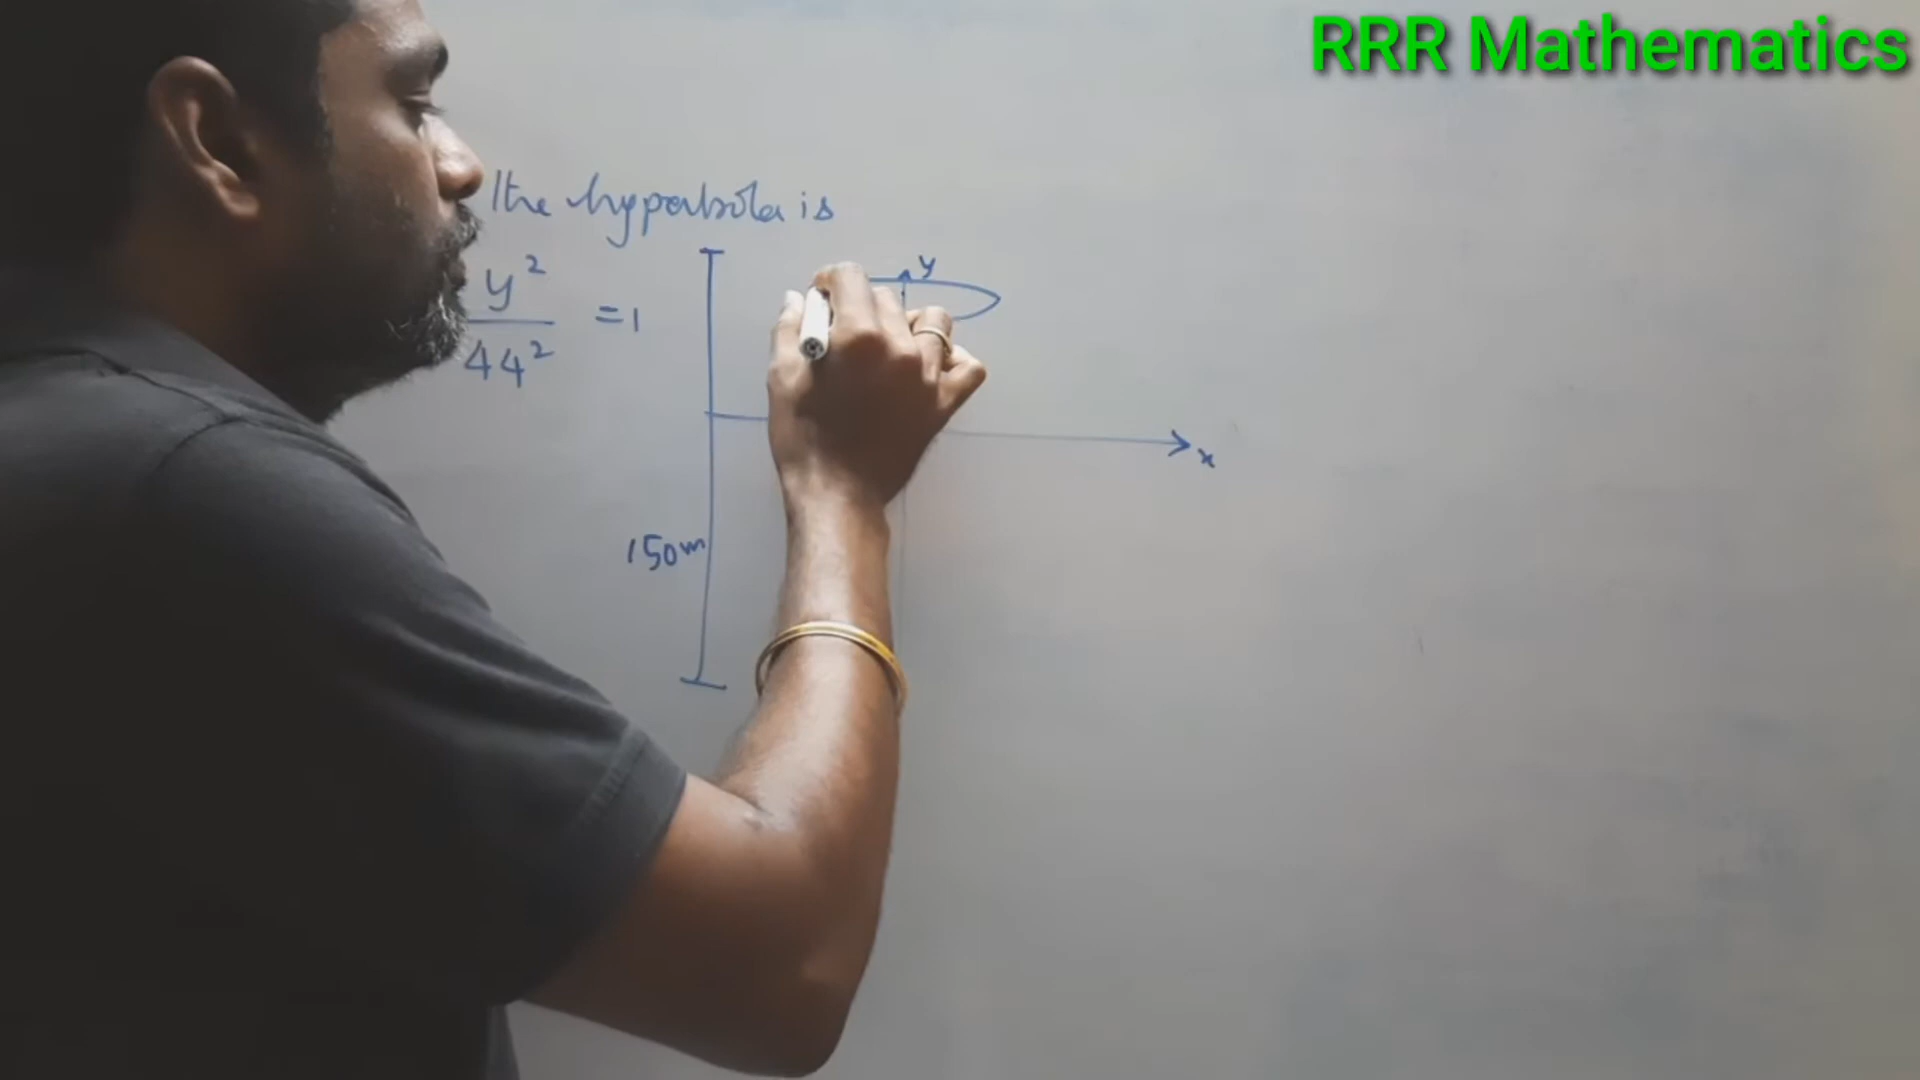 RRR Mathematics
the hyperbola is
y
y²
=1
44²
x
150m